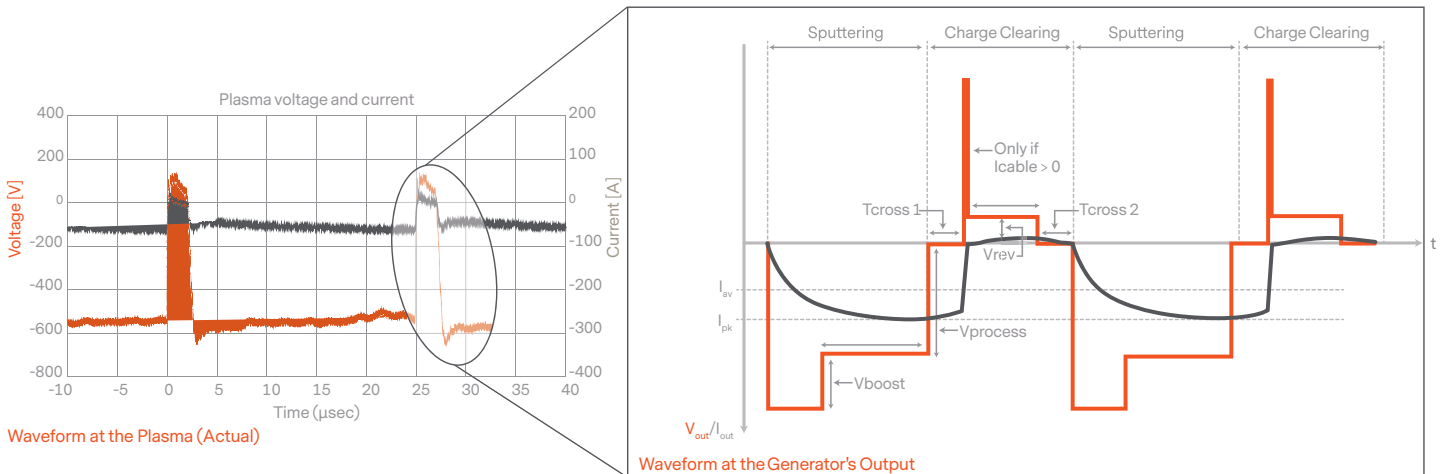 Plasma voltage and current
400
200
0
-200
-400
-600
-800
Voltage [V]
200
100
0
-100
-200
-300
-400
Current [A]
-10
-5
0
5
10
15
20
25
30
35
40
Time (µsec)
Waveform at the Plasma (Actual)
Sputtering
Charge Clearing
Sputtering
Charge Clearing
Only if
Icable > 0
Tcross 1
Tcross 2
Vrev
t
Iav
Ipk
Vprocess
Vboost
Vout/Iout
Waveform at the Generator's Output